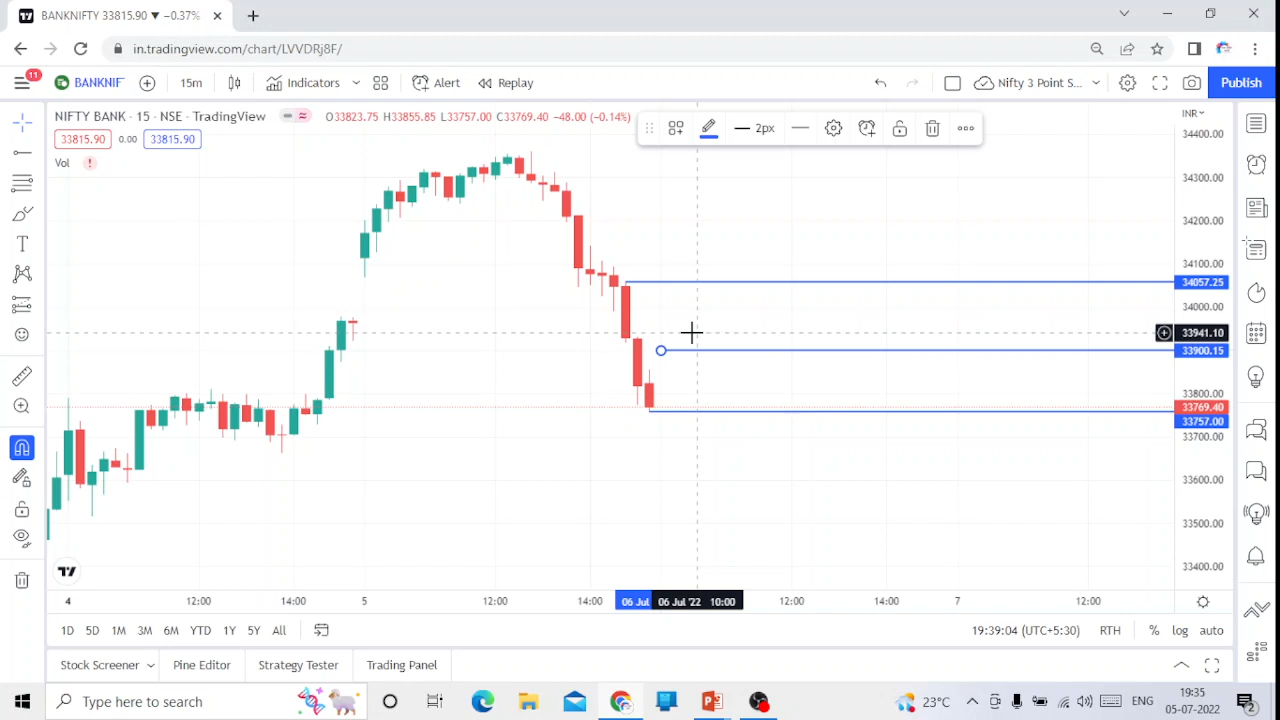 BANKNIFTY 33815.90 ▼ −0.37%
in.tradingview.com/chart/LVVDRj8F/
11
BANKNIF
15m
Indicators
Alert
Replay
Nifty 3 Point S...
Publish
NIFTY BANK · 15 · NSE · TradingView
O33823.75 H33855.85 L33757.00 C33769.40 −48.00 (−0.14%)
2px
INR
33815.90 0.00 33815.90
Vol
34400.00
34300.00
34200.00
34100.00
34057.25
34000.00
33941.10
33900.15
33800.00
33769.40
33757.00
33700.00
33600.00
33500.00
33400.00
4 12:00 14:00 5 12:00 14:00 06 Jul 06 Jul '22 10:00 12:00 14:00 7 12:00
1D 5D 1M 3M 6M YTD 1Y 5Y All
19:39:04 (UTC+5:30) RTH % log auto
Stock Screener Pine Editor Strategy Tester Trading Panel
Type here to search
23°C
ENG
19:35
05-07-2022
2